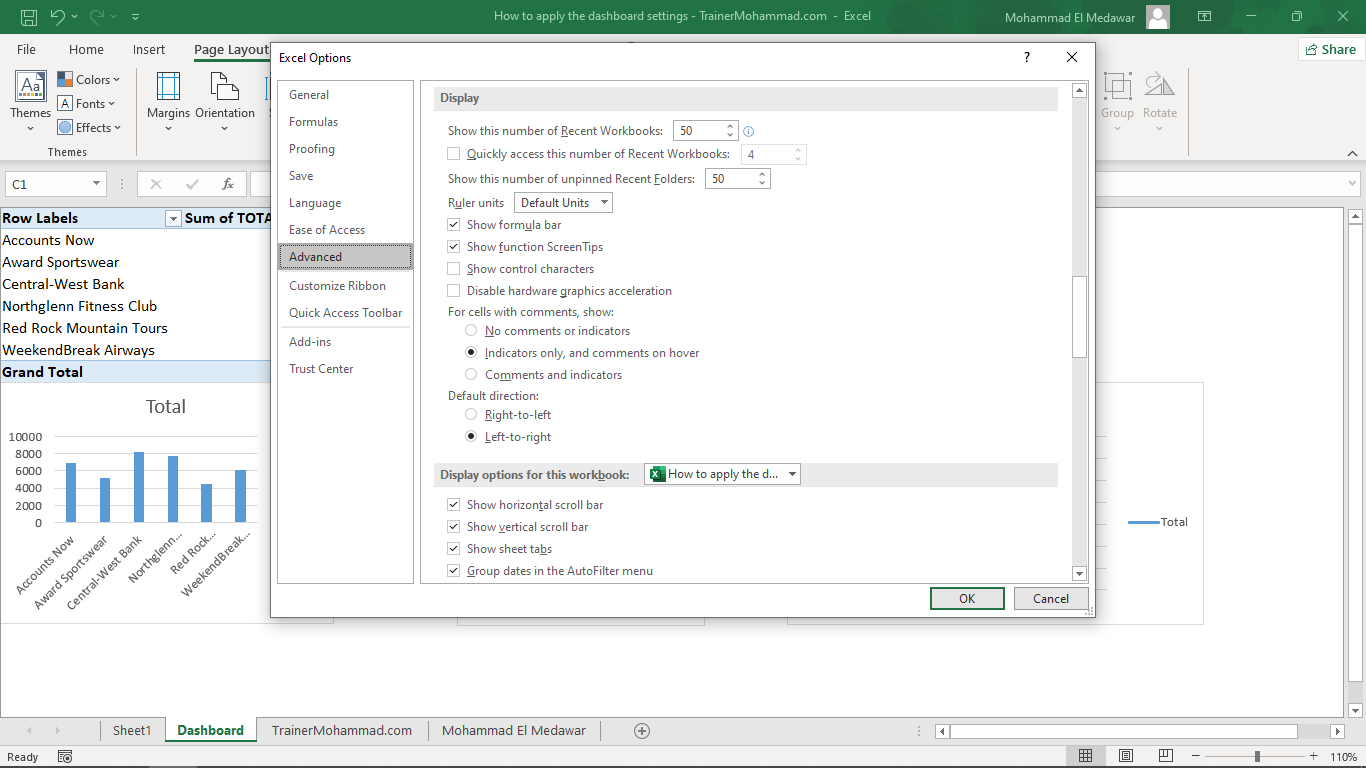 How to apply the dashboard settings - TrainerMohammad.com - Excel
Mohammad El Medawar
File Home Insert Page Layout
Share
Themes
Colors
Fonts
Effects
Margins Orientation
Group Rotate
Themes
C1
fx
Row Labels Sum of TOTA
Accounts Now
Award Sportswear
Central-West Bank
Northglenn Fitness Club
Red Rock Mountain Tours
WeekendBreak Airways
Grand Total
Total
10000
8000
6000
4000
2000
0
Accounts Now
Award Sportswear
Central-West Bank
Northglenn...
Red Rock...
WeekendBreak...
Total
Excel Options
?
General
Formulas
Proofing
Save
Language
Ease of Access
Advanced
Customize Ribbon
Quick Access Toolbar
Add-ins
Trust Center
Display
Show this number of Recent Workbooks: 50
Quickly access this number of Recent Workbooks: 4
Show this number of unpinned Recent Folders: 50
Ruler units Default Units
Show formula bar
Show function ScreenTips
Show control characters
Disable hardware graphics acceleration
For cells with comments, show:
No comments or indicators
Indicators only, and comments on hover
Comments and indicators
Default direction:
Right-to-left
Left-to-right
Display options for this workbook: How to apply the d...
Show horizontal scroll bar
Show vertical scroll bar
Show sheet tabs
Group dates in the AutoFilter menu
OK Cancel
Sheet1 Dashboard TrainerMohammad.com Mohammad El Medawar
Ready
110%